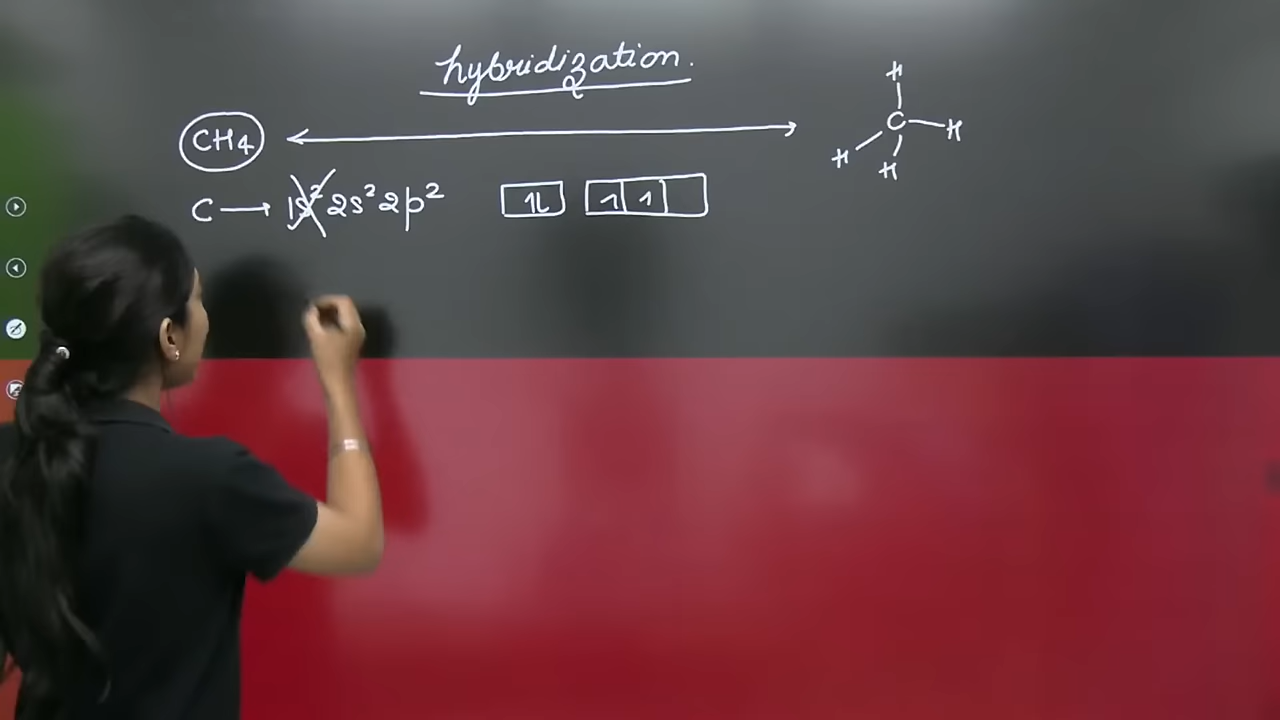 hybridization.
CH₄
H
C
H
H
H
C → 1s² 2s² 2p² 1L 1 1